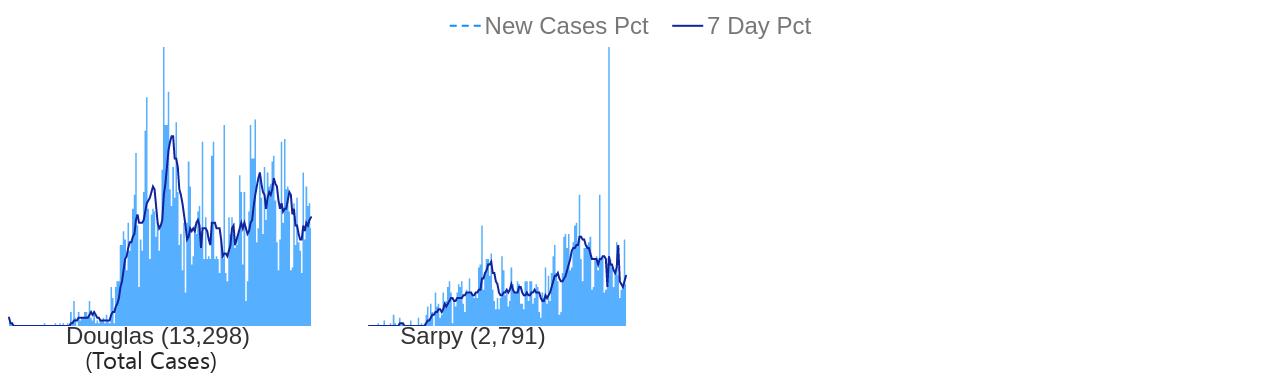 New Cases Pct 7 Day Pct
Douglas (13,298) Sarpy (2,791)
(Total Cases)